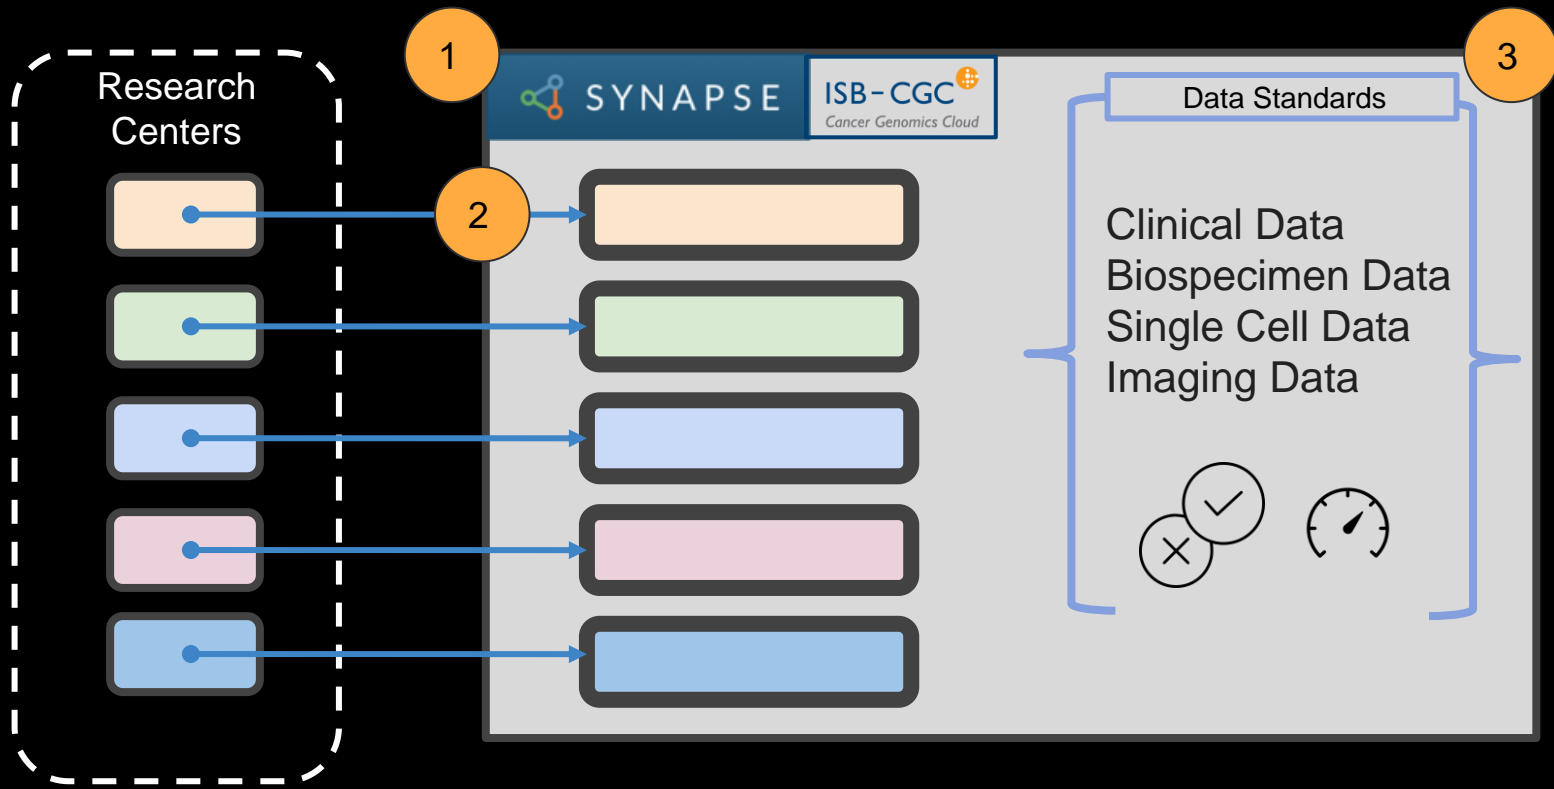 Research
Centers
1
SYNAPSE
ISB-CGC
Cancer Genomics Cloud
3
Data Standards
2
Clinical Data
Biospecimen Data
Single Cell Data
Imaging Data